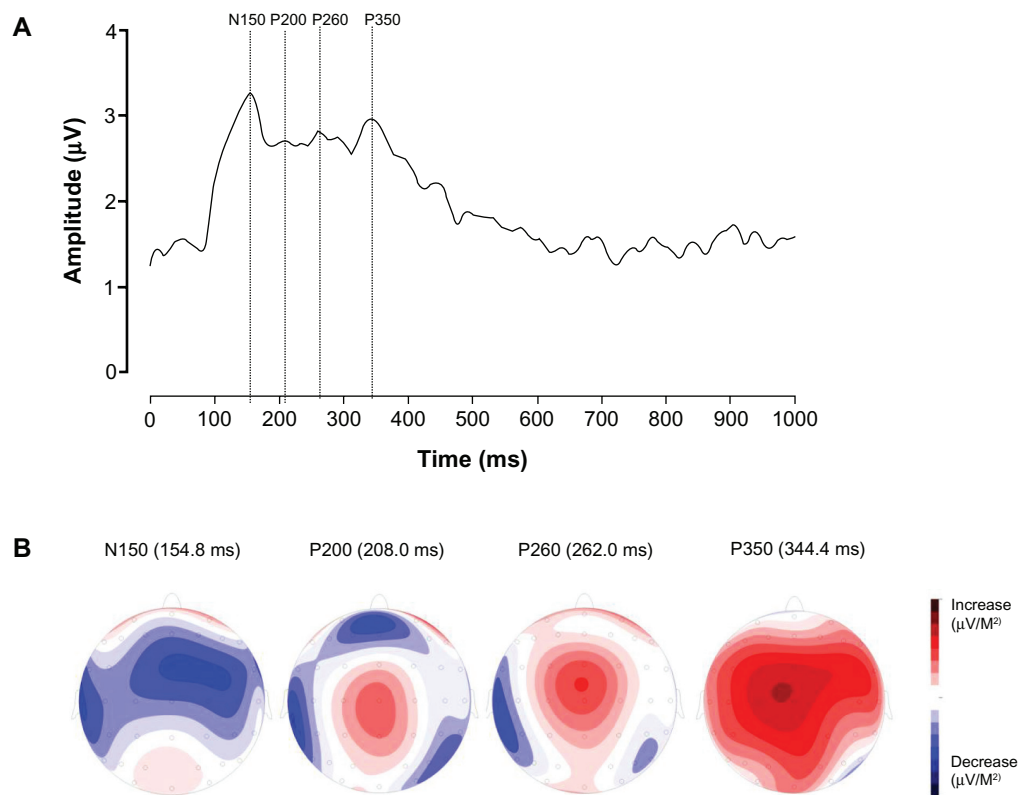 A
N150 P200 P260 P350
4
3
2
1
0
Amplitude (μV)
0 100 200 300 400 500 600 700 800 900 1000
Time (ms)
B
N150 (154.8 ms) P200 (208.0 ms) P260 (262.0 ms) P350 (344.4 ms)
Increase
(μV/M²⁾
Decrease
(μV/M²⁾